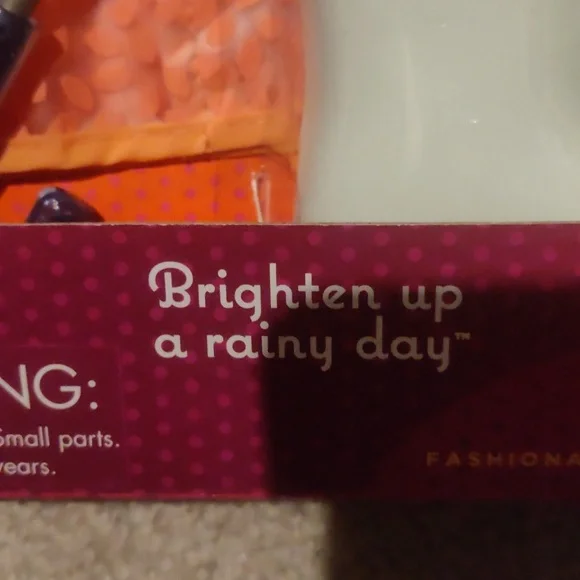 Brighten up
a rainy day™
NG:
Small parts.
years.
FASHIONA